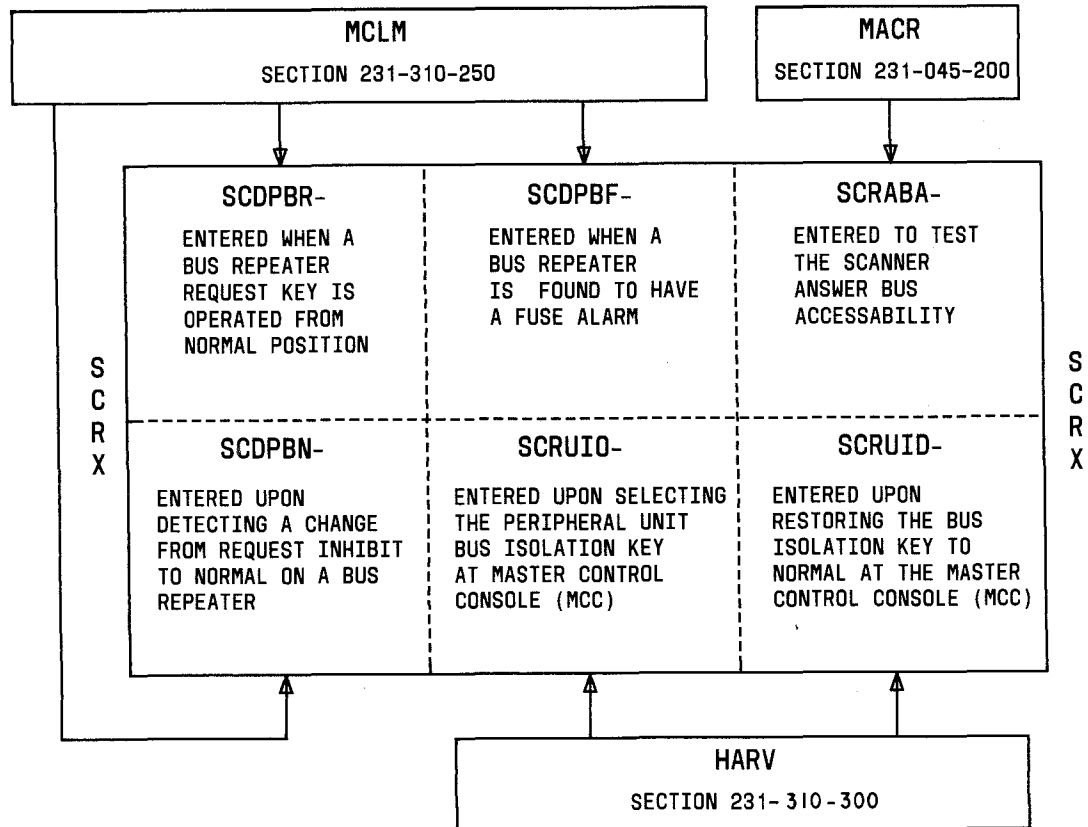 MCLM
SECTION 231-310-250
MACR
SECTION 231-045-200
SCDPBR-
ENTERED WHEN A
BUS REPEATER
REQUEST KEY IS
OPERATED FROM
NORMAL POSITION
SCDPBF-
ENTERED WHEN A
BUS REPEATER
IS FOUND TO HAVE
A FUSE ALARM
SCRABA-
ENTERED TO TEST
THE SCANNER
ANSWER BUS
ACCESSABILITY
S
C
R
X
S
C
R
X
SCDPBN-
ENTERED UPON
DETECTING A CHANGE
FROM REQUEST INHIBIT
TO NORMAL ON A BUS
REPEATER
SCRUIO-
ENTERED UPON SELECTING
THE PERIPHERAL UNIT
BUS ISOLATION KEY
AT MASTER CONTROL
CONSOLE (MCC)
SCRUID-
ENTERED UPON
RESTORING THE BUS
ISOLATION KEY TO
NORMAL AT THE MASTER
CONTROL CONSOLE (MCC)
HARV
SECTION 231-310-300